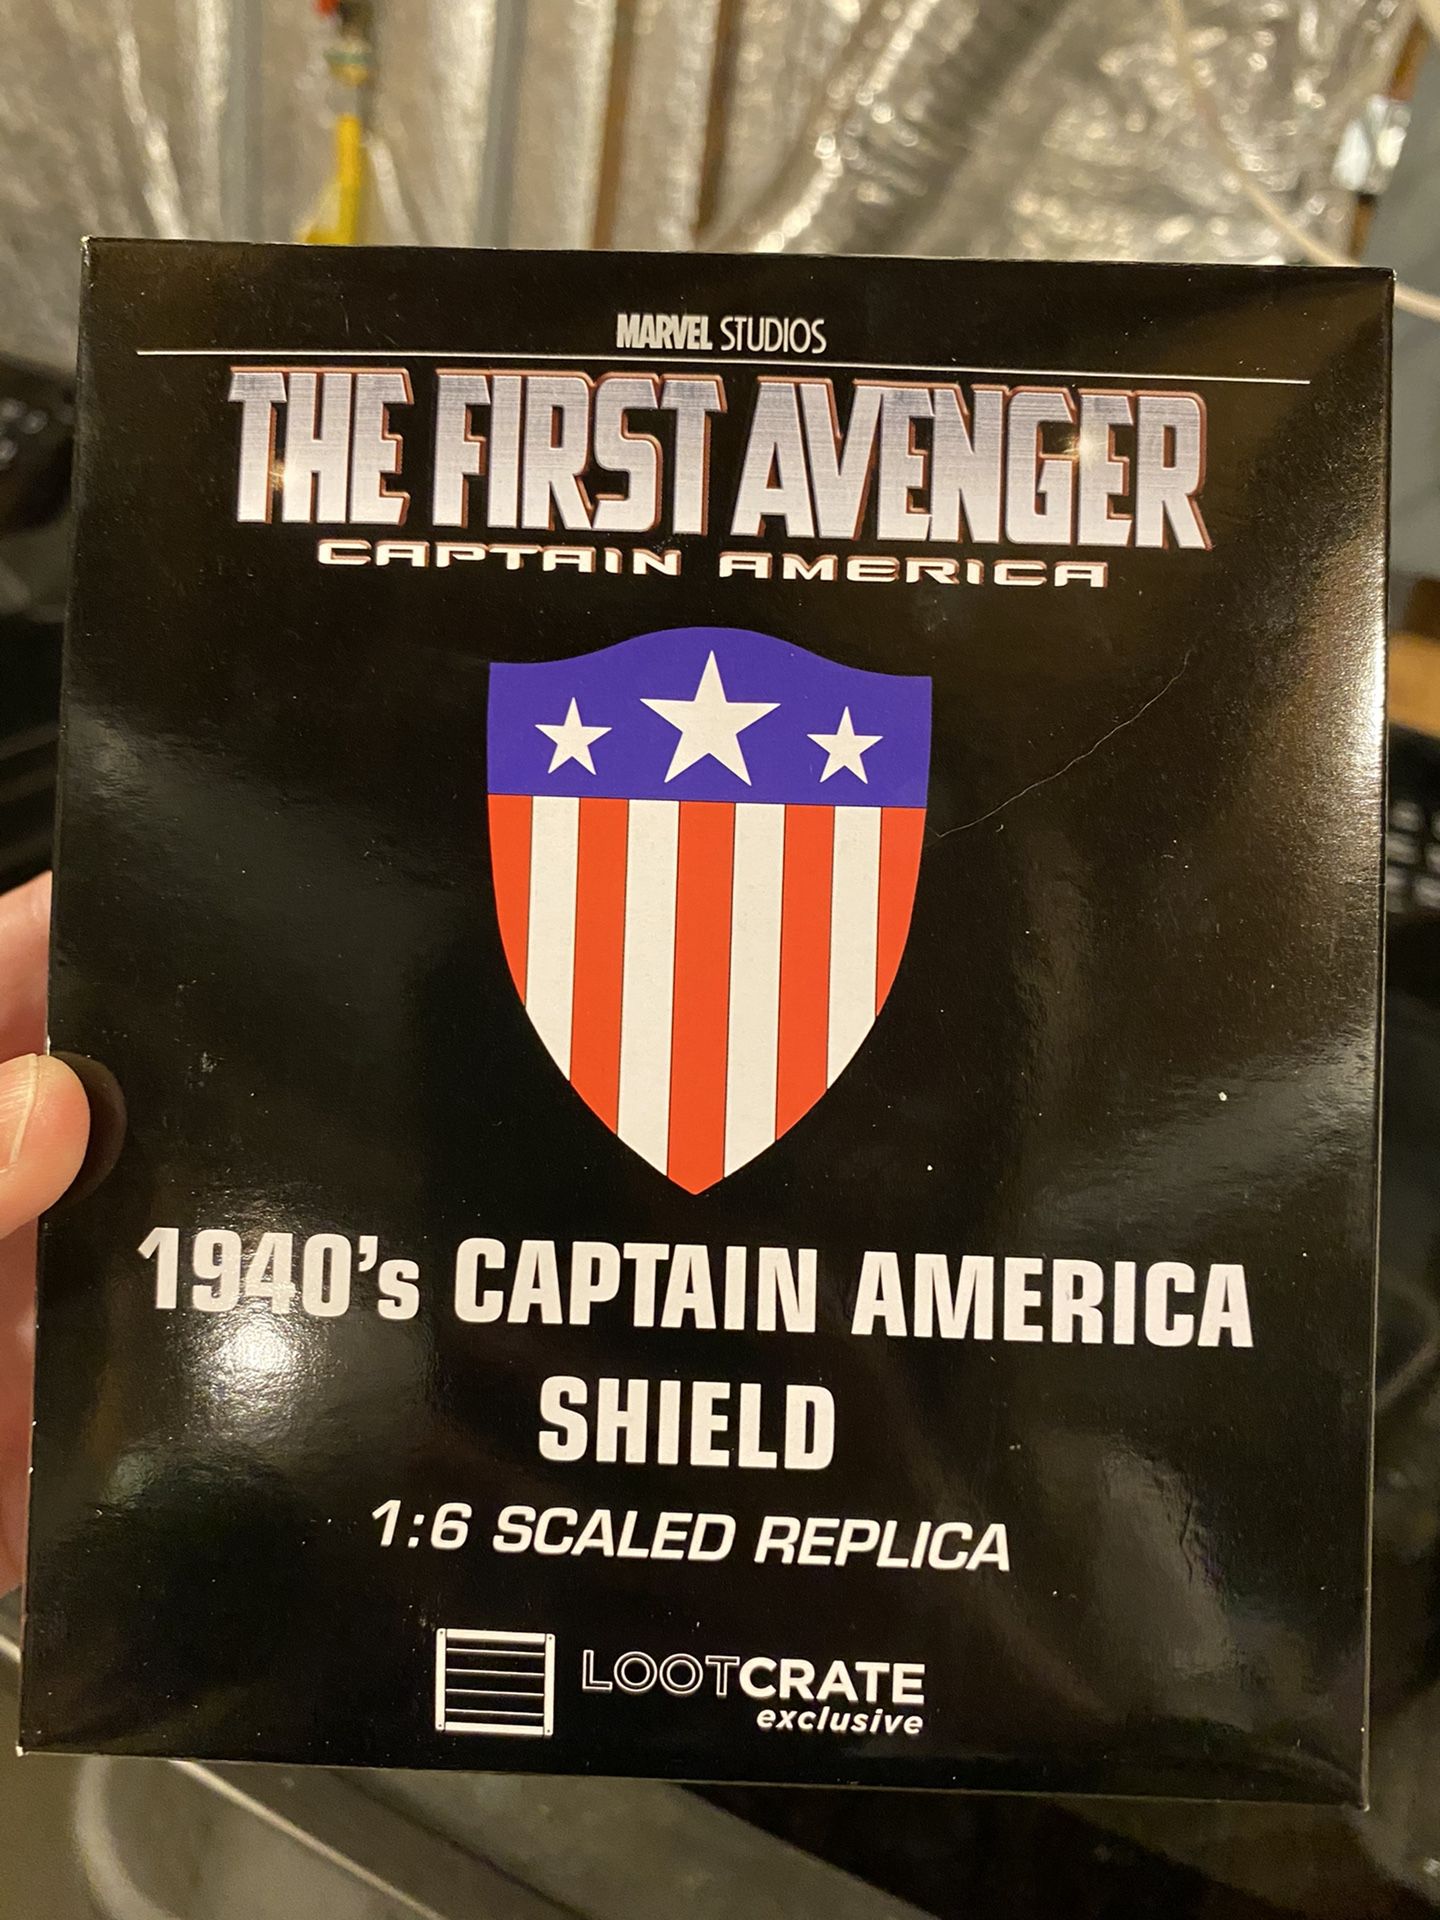 MARVEL STUDIOS
THE FIRST AVENGER
CAPTAIN AMERICA
1940's CAPTAIN AMERICA
SHIELD
1:6 SCALED REPLICA
LOOTCRATE
exclusive